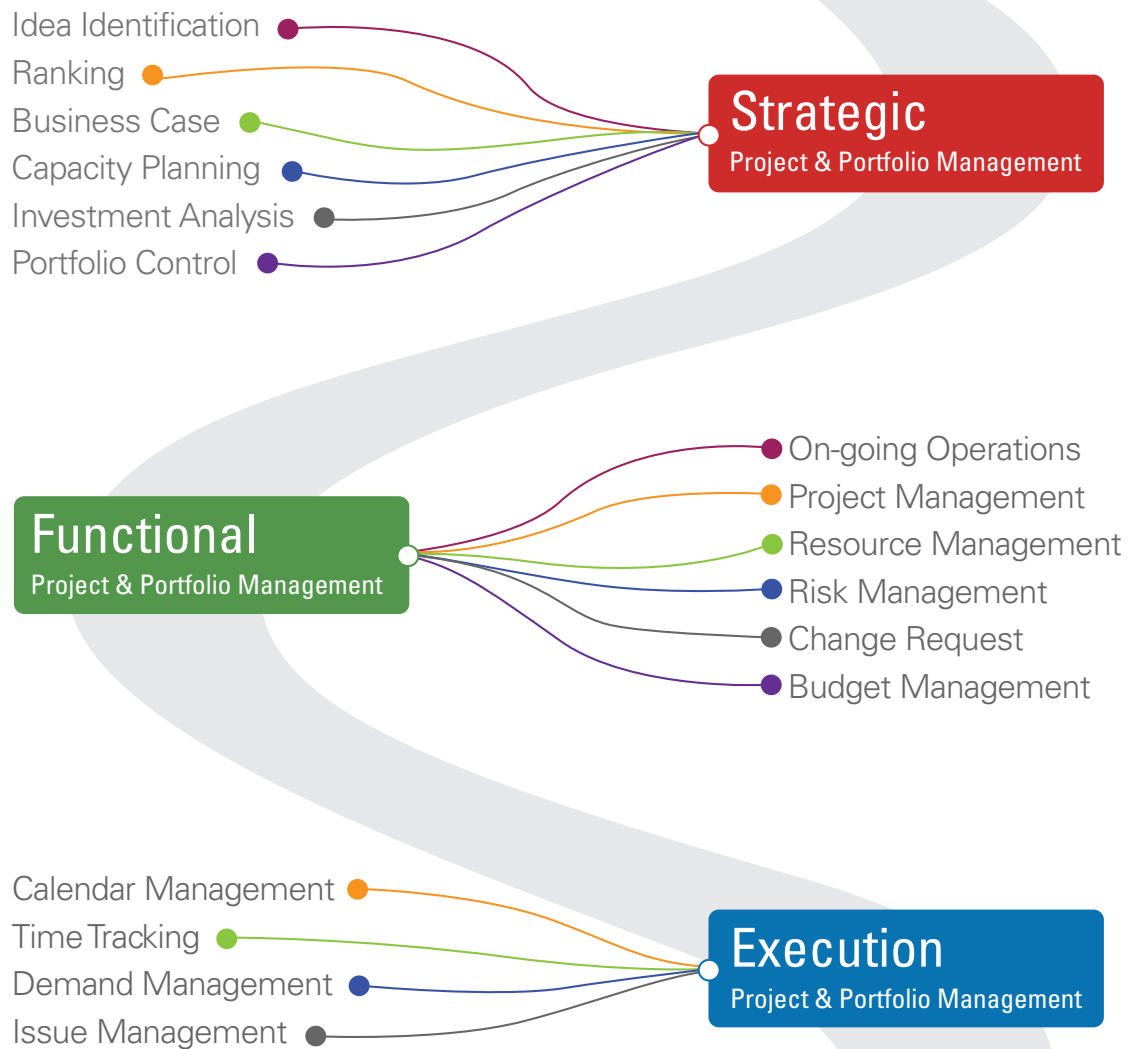 Idea Identification
Ranking
Business Case
Capacity Planning
Investment Analysis
Portfolio Control
Strategic
Project & Portfolio Management
Functional
Project & Portfolio Management
On-going Operations
Project Management
Resource Management
Risk Management
Change Request
Budget Management
Calendar Management
Time Tracking
Demand Management
Issue Management
Execution
Project & Portfolio Management